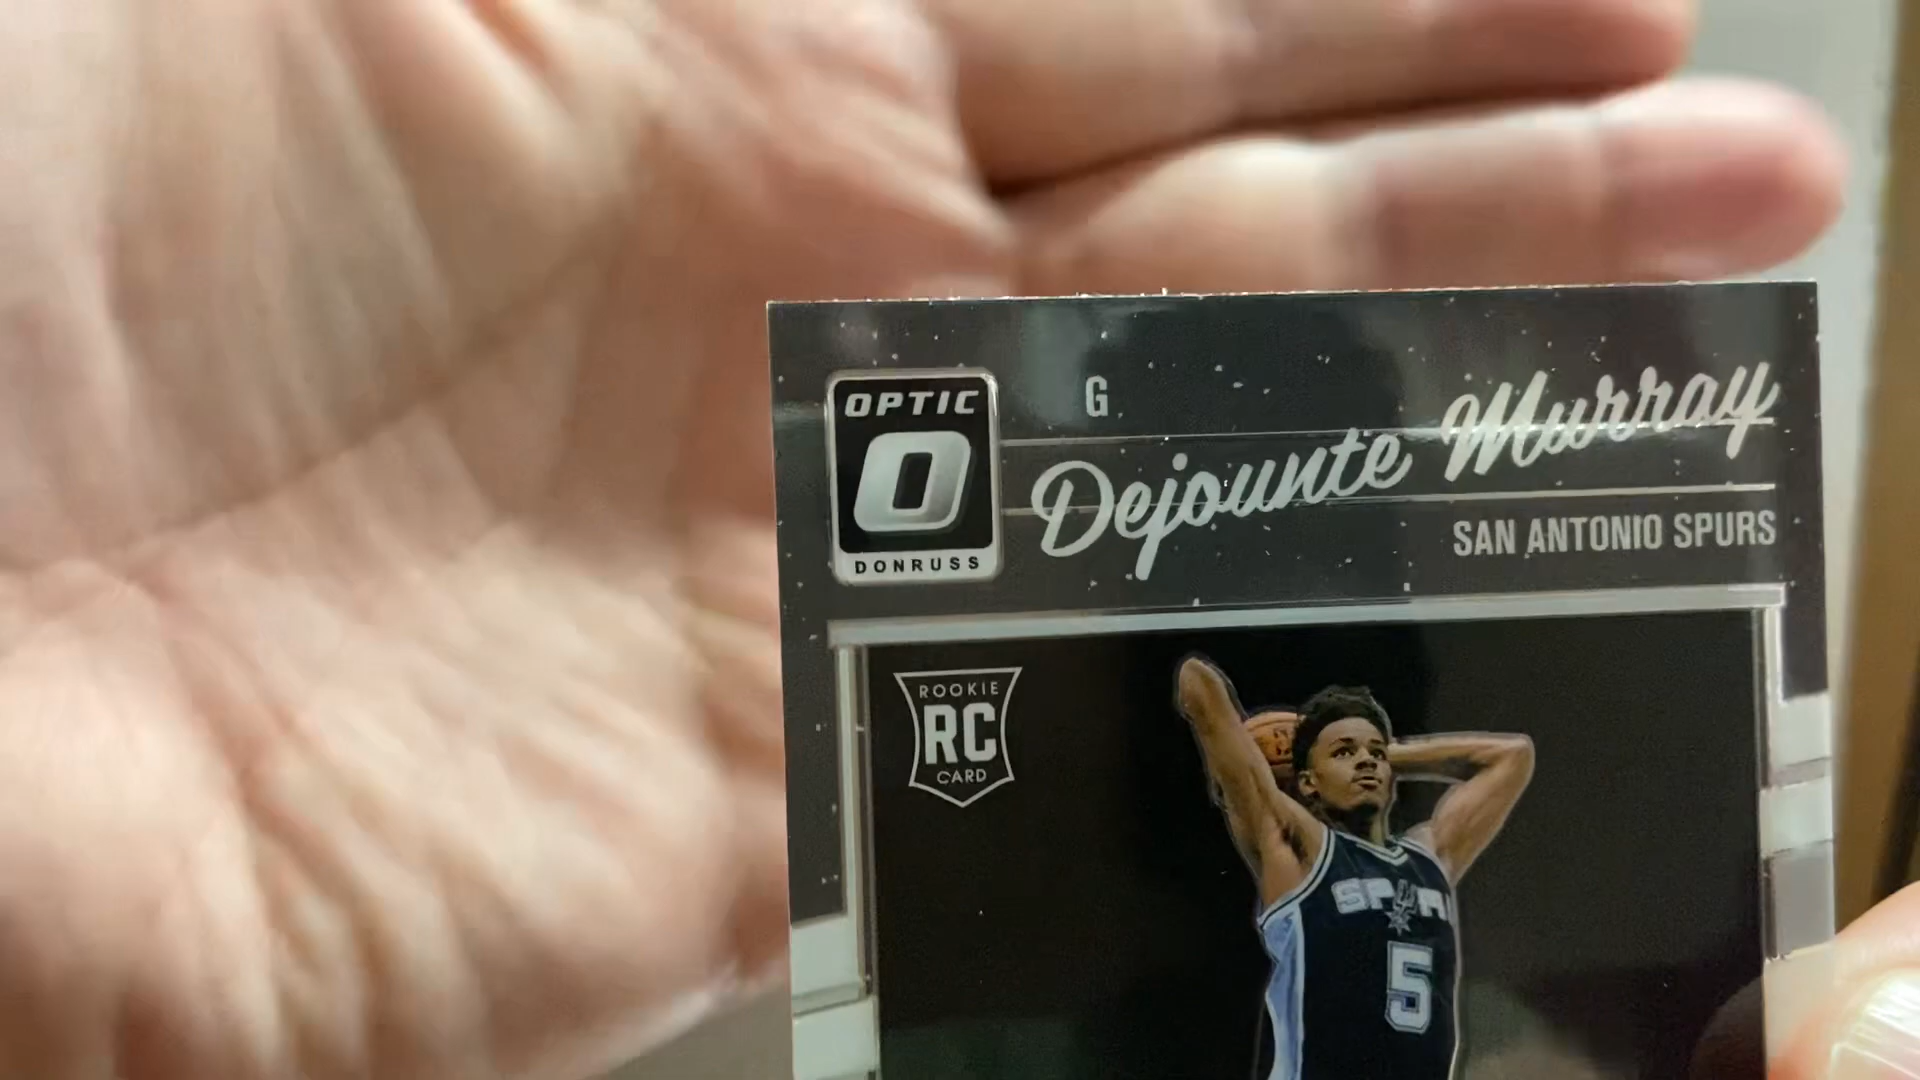 OPTIC
O
DONRUSS
G
Dejounte Murray
SAN ANTONIO SPURS
ROOKIE
RC
CARD
SPURS
5